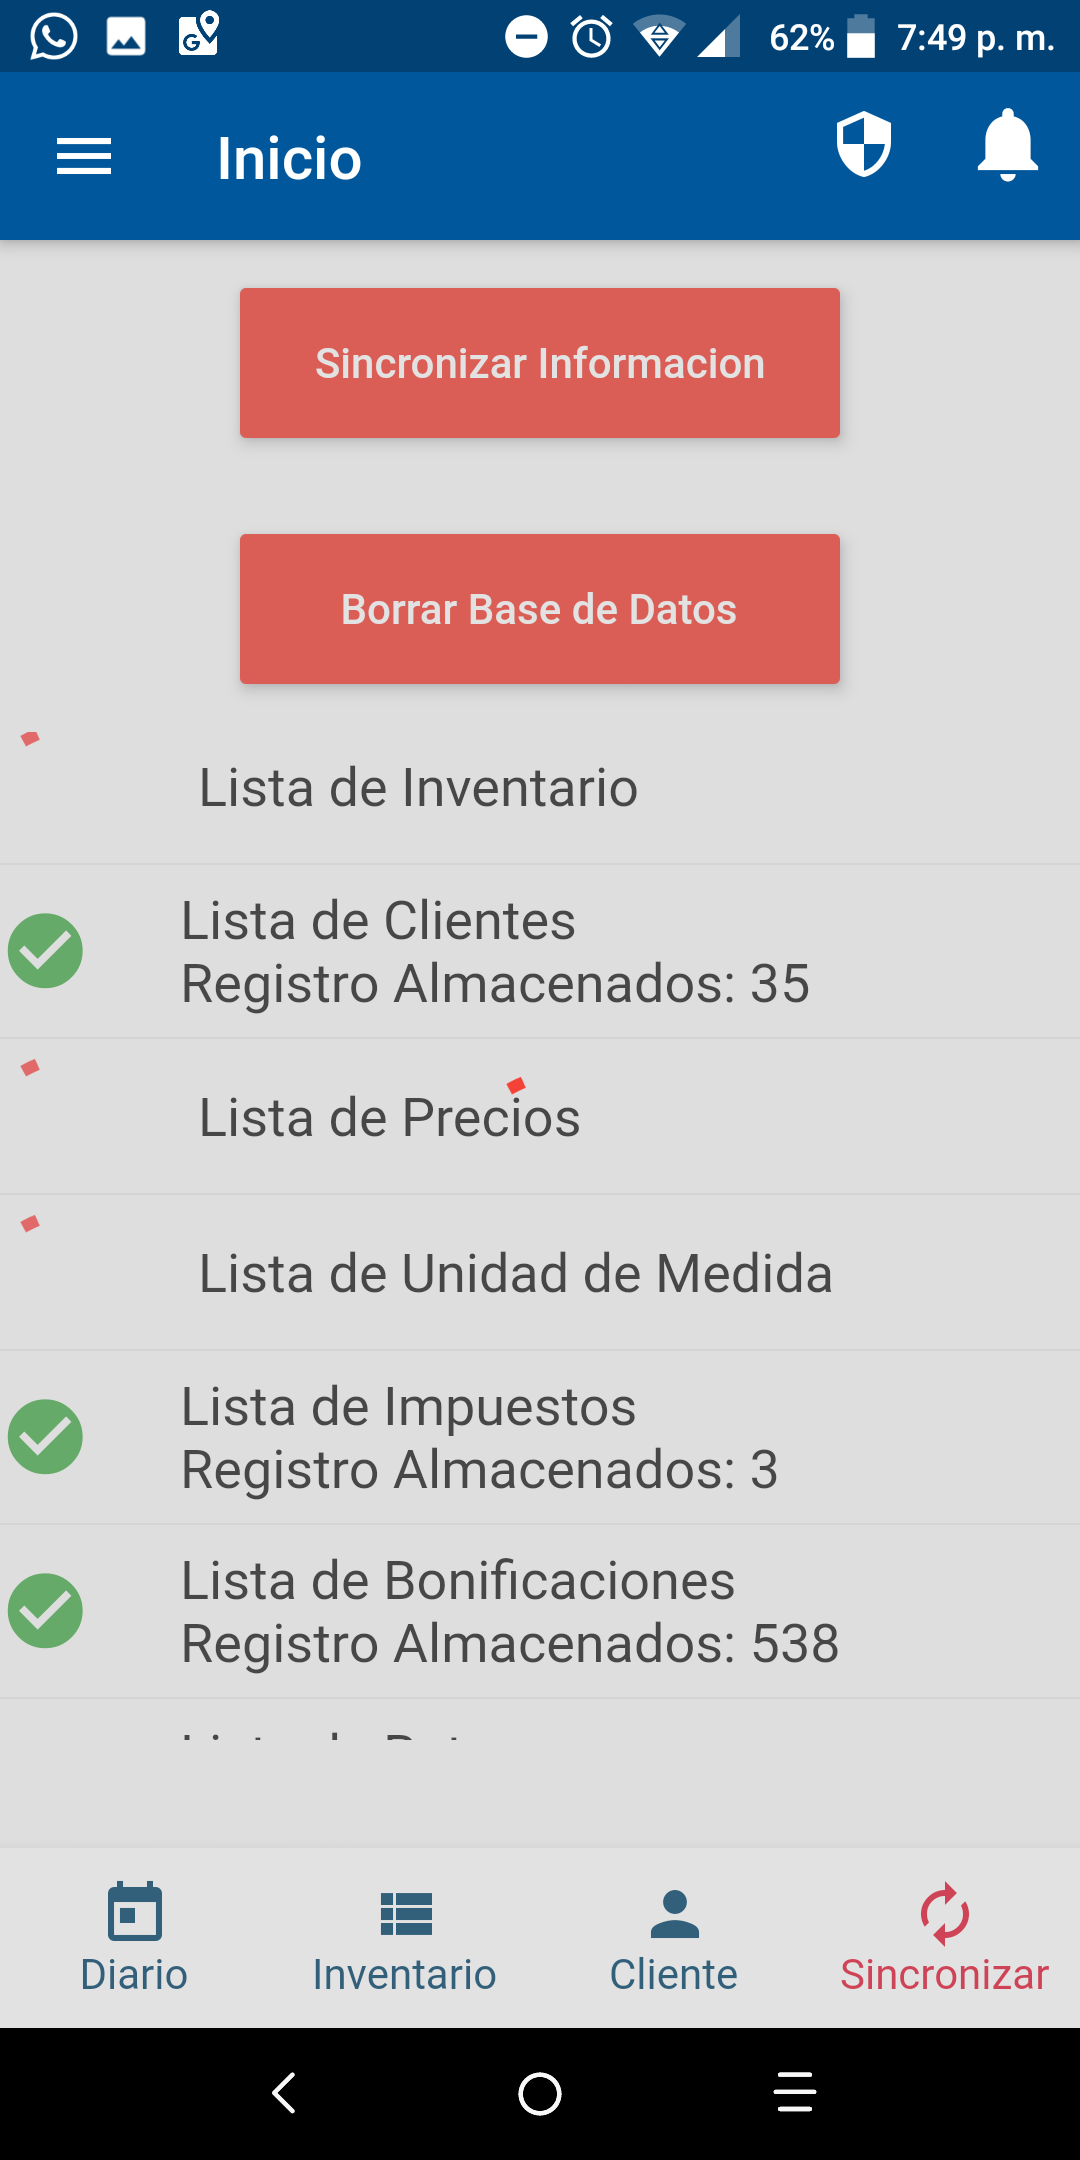 62% 7:49 p. m.
Inicio
Sincronizar Informacion
Borrar Base de Datos
Lista de Inventario
Lista de Clientes
Registro Almacenados: 35
Lista de Precios
Lista de Unidad de Medida
Lista de Impuestos
Registro Almacenados: 3
Lista de Bonificaciones
Registro Almacenados: 538
Lista de
Diario
Inventario
Cliente
Sincronizar